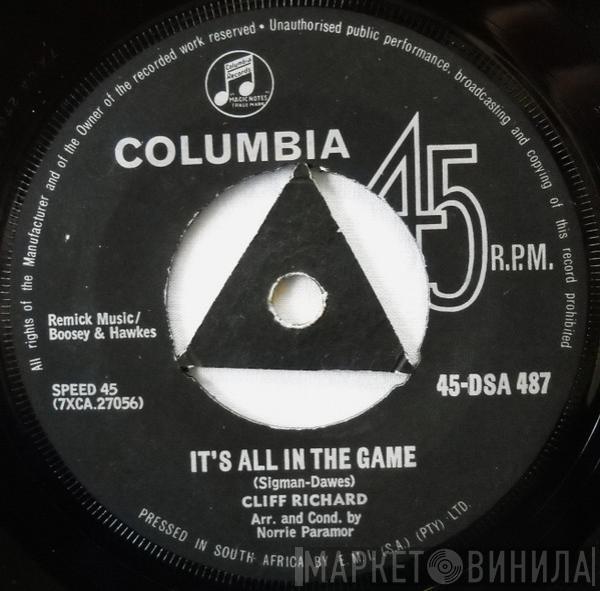 All rights of the Manufacturer and of the Owner of the recorded work reserved • Unauthorised public performance, broadcasting and copying of this record prohibited
Columbia
Records
"MAGIC NOTES"
TRADE MARK
COLUMBIA
45
R.P.M.
Remick Music/
Boosey & Hawkes
SPEED 45
(7XCA.27056)
45-DSA 487
IT'S ALL IN THE GAME
(Sigman-Dawes)
CLIFF RICHARD
Arr. and Cond. by
Norrie Paramor
PRESSED IN SOUTH AFRICA BY E.M.I. (S.A.) (PTY) LTD.
МАРКЕТ ВИНИЛА